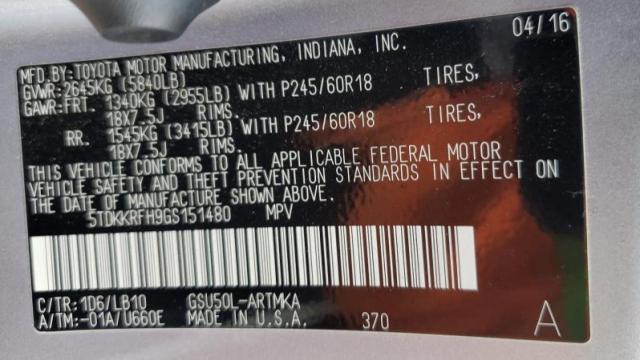 04/16
MFD.BY:TOYOTA MOTOR MANUFACTURING, INDIANA, INC.
GVWR:2645KG (5840LB)
GAWR:FRT. 1340KG (2955LB) WITH P245/60R18 TIRES,
18X7.5J RIMS.
RR. 1545KG (3415LB) WITH P245/60R18 TIRES,
18X7.5J RIMS.
THIS VEHICLE CONFORMS TO ALL APPLICABLE FEDERAL MOTOR
VEHICLE SAFETY AND THEFT PREVENTION STANDARDS IN EFFECT ON
THE DATE OF MANUFACTURE SHOWN ABOVE.
5TDKKRFH9GS151480 MPV
C/TR: 1D6/LB10 GSU50L-ARTMKA
A/TM:-01A/U660E MADE IN U.S.A. 370 A